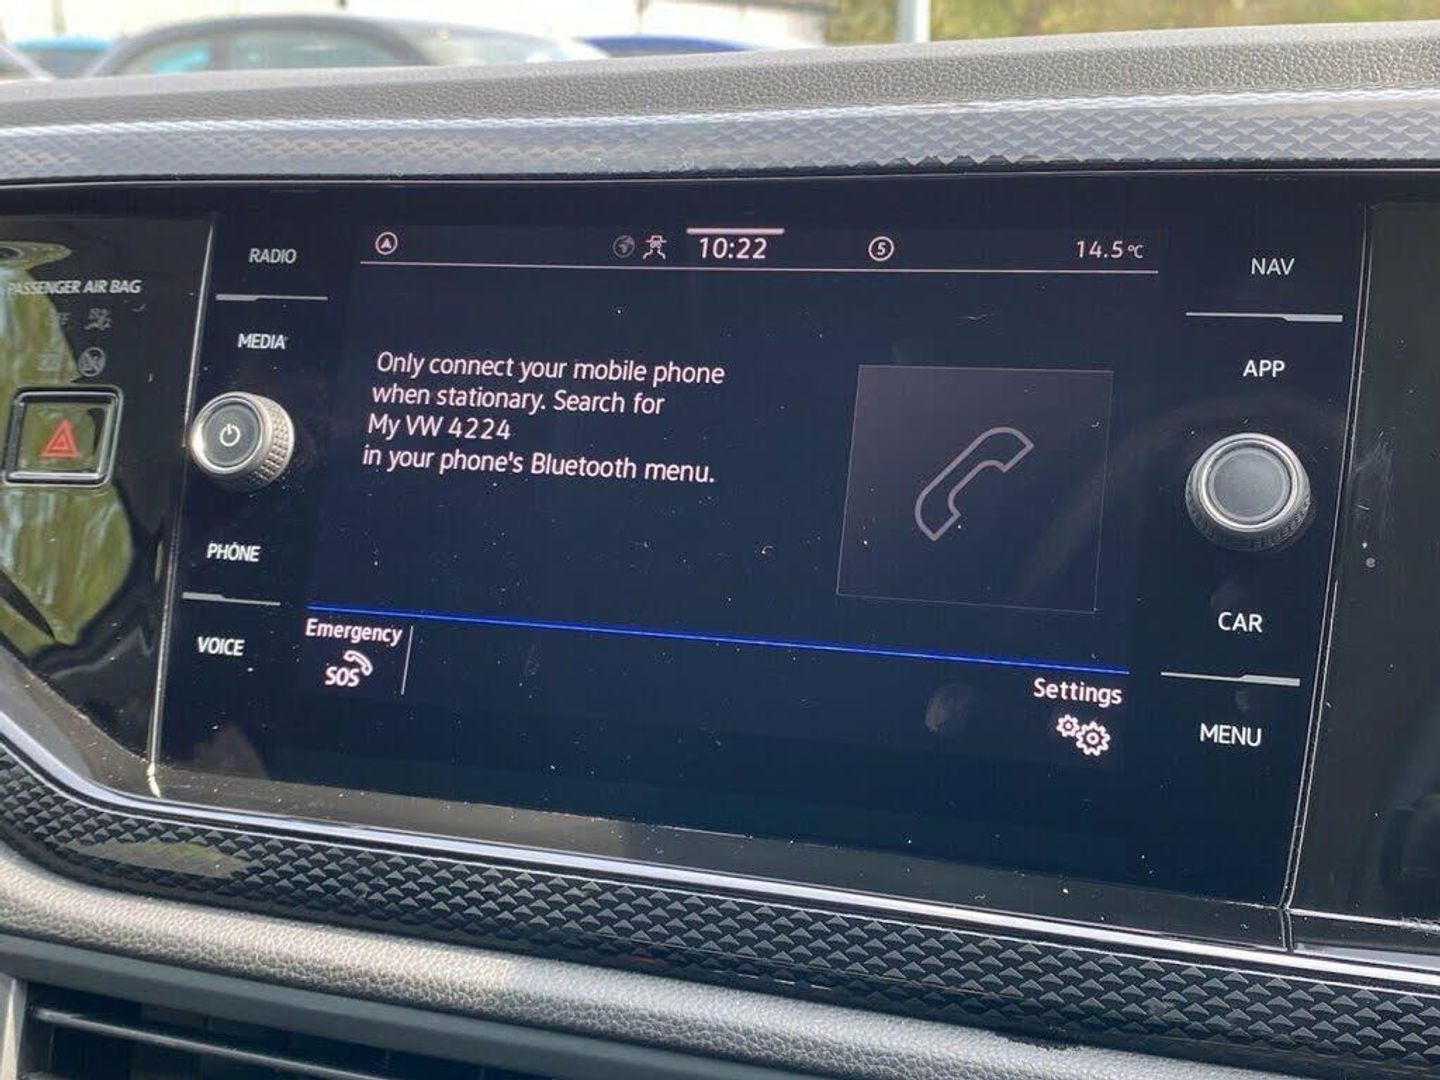 RADIO
MEDIA
PHONE
VOICE
PASSENGER AIR BAG
10:22
5
14.5°C
Only connect your mobile phone
when stationary. Search for
My VW 4224
in your phone's Bluetooth menu.
Emergency
SOS
Settings
NAV
APP
CAR
MENU